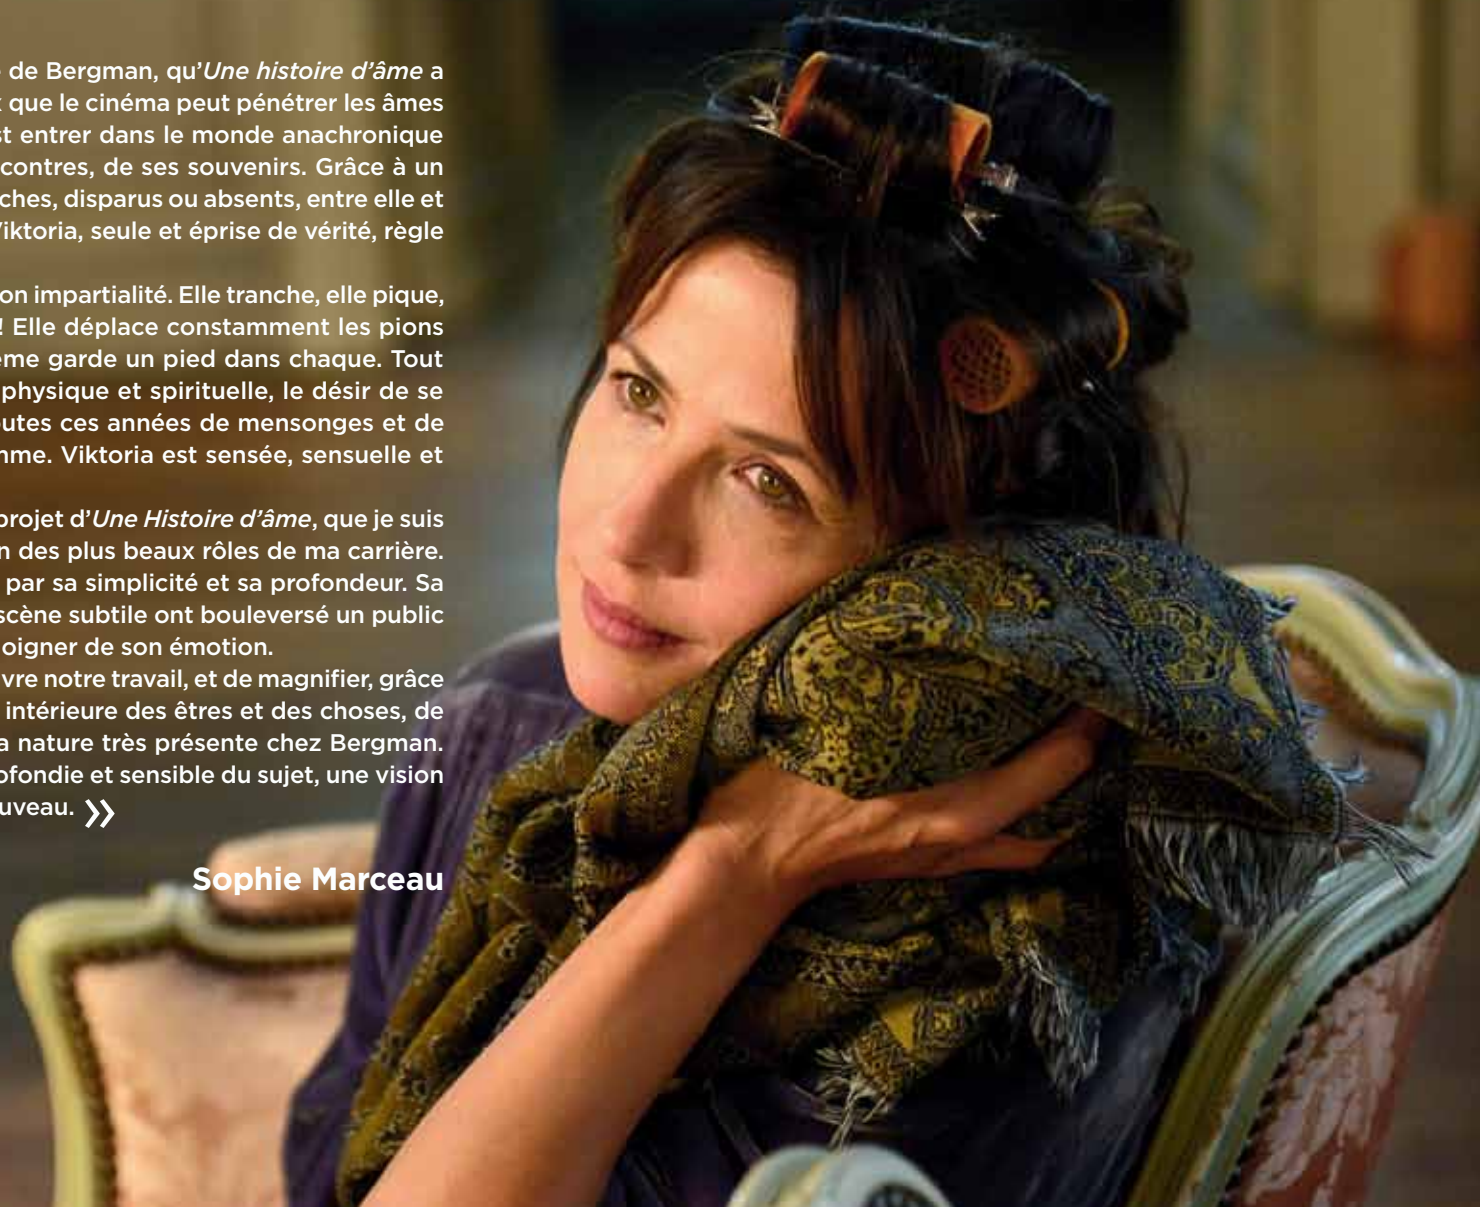 de Bergman, qu’Une histoire d’âme a
que le cinéma peut pénétrer les âmes
entrer dans le monde anachronique
contres, de ses souvenirs. Grâce à un
ches, disparus ou absents, entre elle et
Viktoria, seule et éprise de vérité, règle
on impartialité. Elle tranche, elle pique,
! Elle déplace constamment les pions
ême garde un pied dans chaque. Tout
physique et spirituelle, le désir de se
outes ces années de mensonges et de
mme. Viktoria est sensée, sensuelle et
projet d’Une Histoire d’âme, que je suis
n des plus beaux rôles de ma carrière.
par sa simplicité et sa profondeur. Sa
scène subtile ont bouleversé un public
oigner de son émotion.
vre notre travail, et de magnifier, grâce
intérieure des êtres et des choses, de
a nature très présente chez Bergman.
ofondie et sensible du sujet, une vision
uveau. »
Sophie Marceau